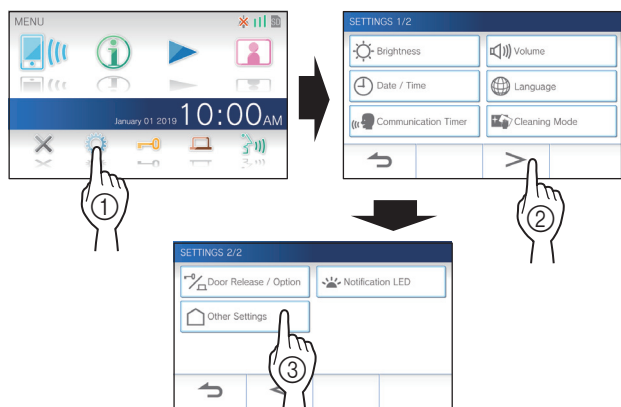 MENU
January 01 2019 10:00AM
①
SETTINGS 1/2
Brightness
Volume
Date / Time
Language
Communication Timer
Cleaning Mode
②
SETTINGS 2/2
Door Release / Option
Notification LED
Other Settings
③